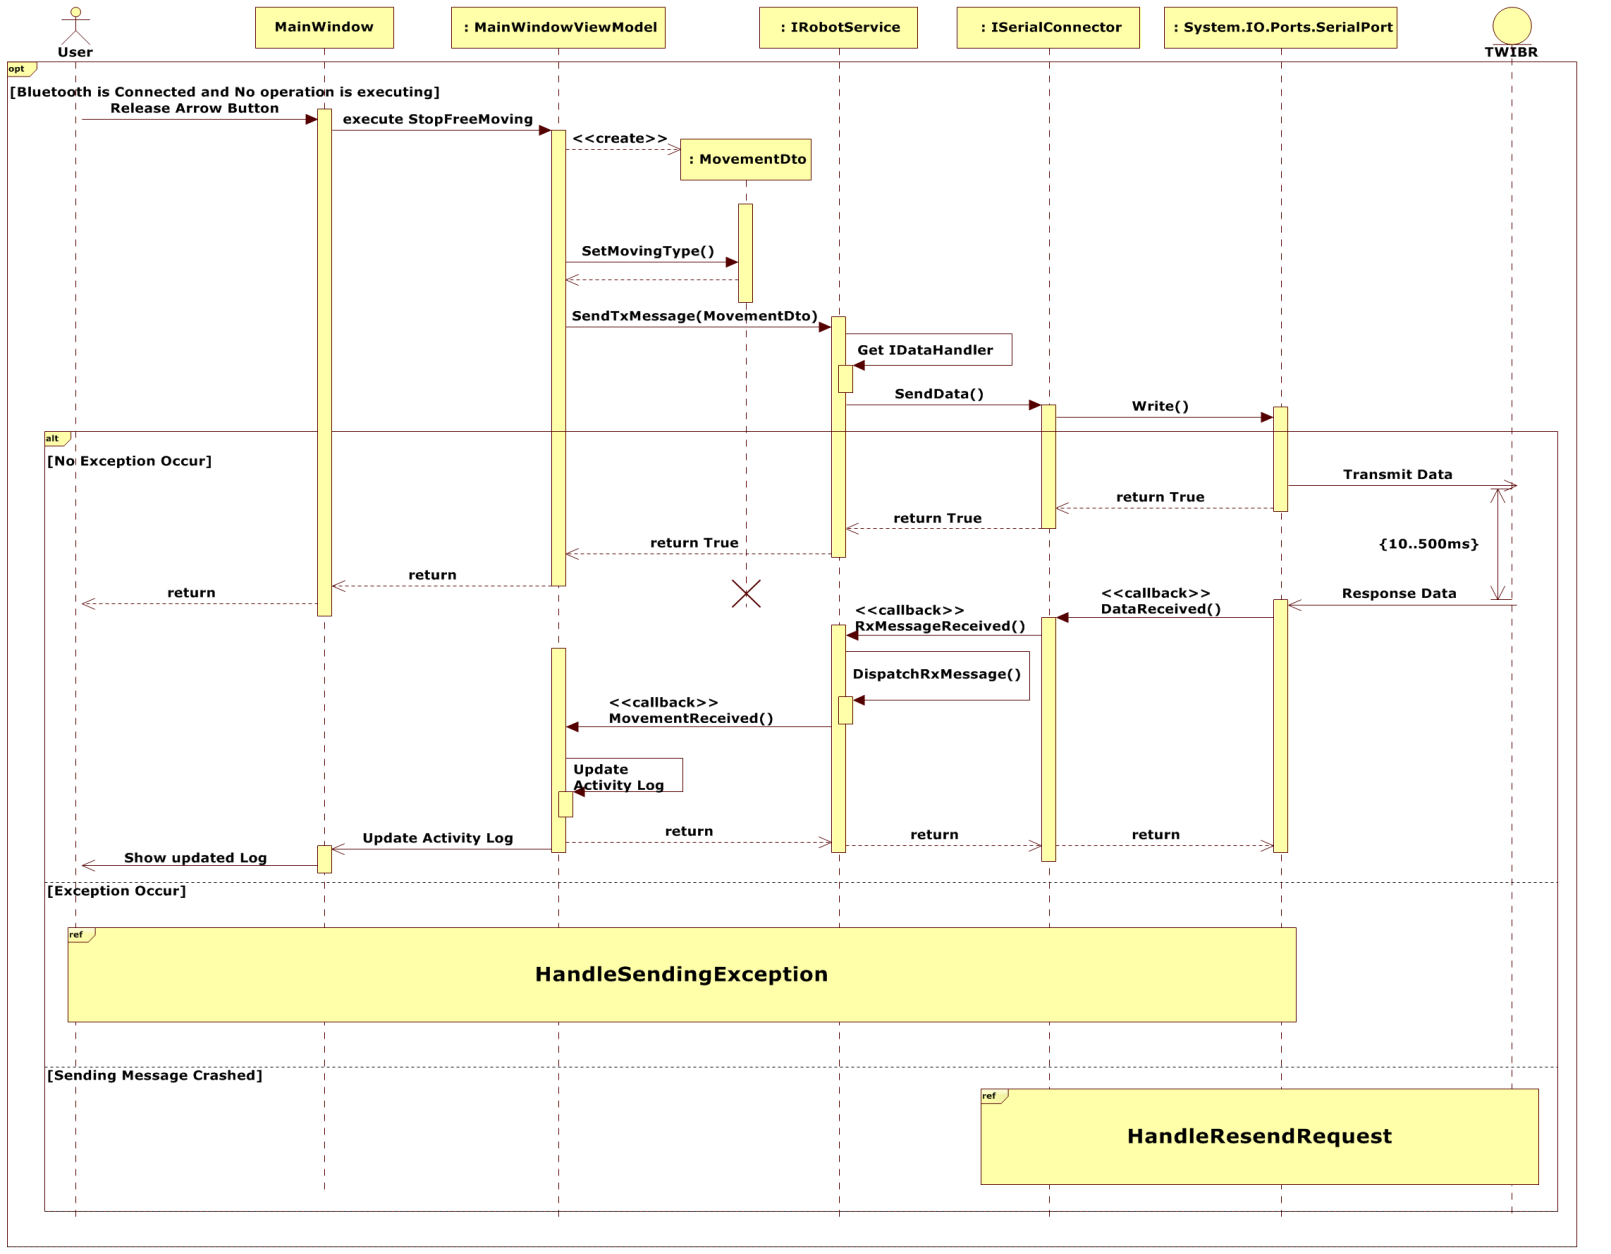 MainWindow
: MainWindowViewModel
: IRobotService
: ISerialConnector
: System.IO.Ports.SerialPort
User
TWIBR
opt
[Bluetooth is Connected and No operation is executing]
Release Arrow Button
execute StopFreeMoving
<<create>>
: MovementDto
SetMovingType()
SendTxMessage(MovementDto)
Get IDataHandler
SendData()
Write()
alt
[No Exception Occur]
Transmit Data
return True
return True
return True
{10..500ms}
return
return
Response Data
<<callback>>
DataReceived()
<<callback>>
RxMessageReceived()
DispatchRxMessage()
<<callback>>
MovementReceived()
Update
Activity Log
Update Activity Log
return
return
return
Show updated Log
[Exception Occur]
ref
HandleSendingException
[Sending Message Crashed]
ref
HandleResendRequest